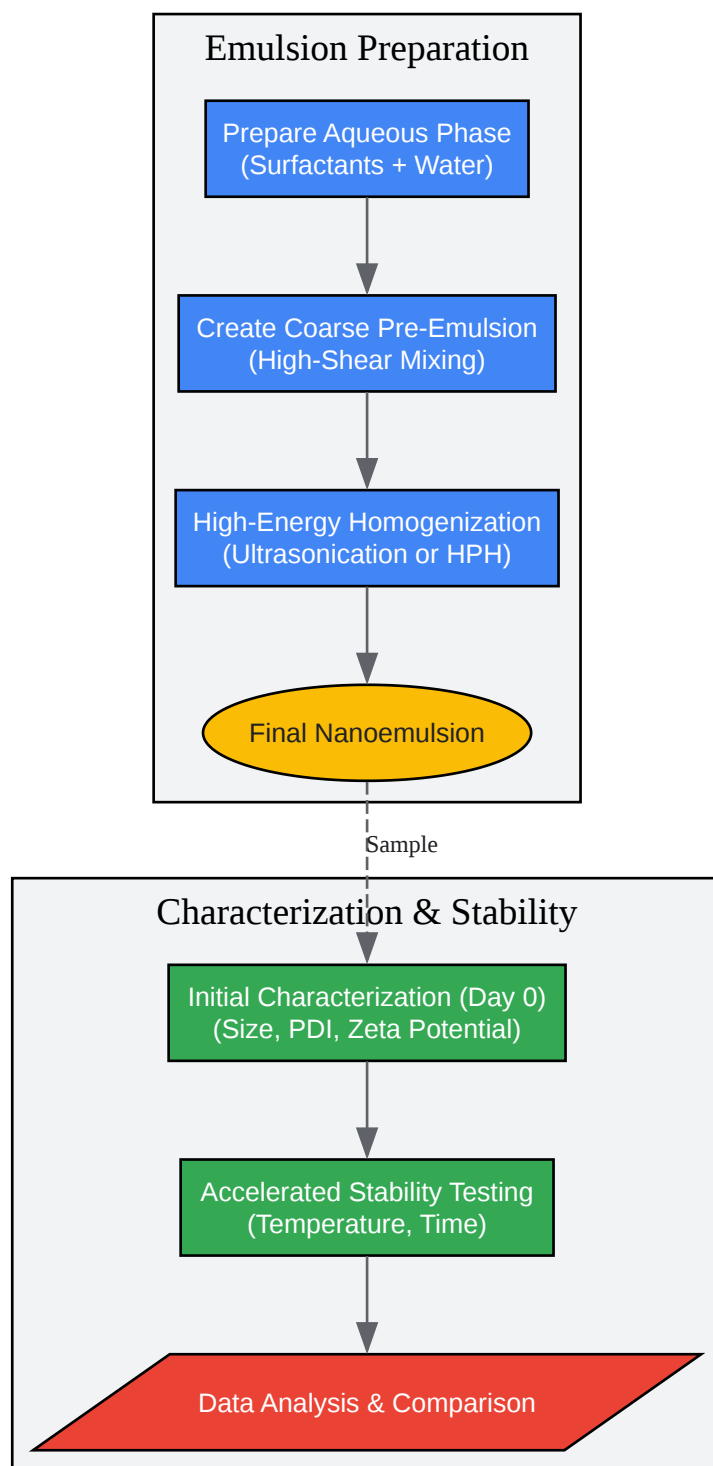 Emulsion Preparation
Prepare Aqueous Phase
(Surfactants + Water)
Create Coarse Pre-Emulsion
(High-Shear Mixing)
High-Energy Homogenization
(Ultrasonication or HPH)
Final Nanoemulsion
Sample
Characterization & Stability
Initial Characterization (Day 0)
(Size, PDI, Zeta Potential)
Accelerated Stability Testing
(Temperature, Time)
Data Analysis & Comparison